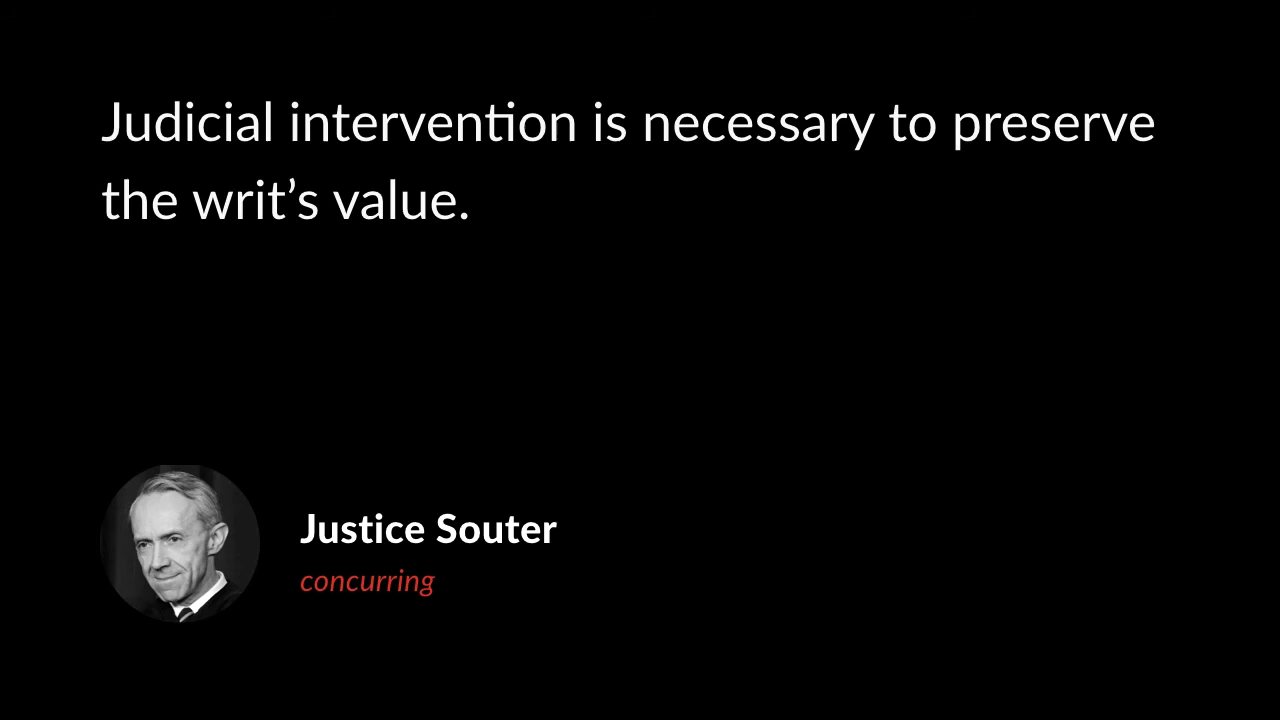 Judicial intervention is necessary to preserve
the writ’s value.
Justice Souter
concurring